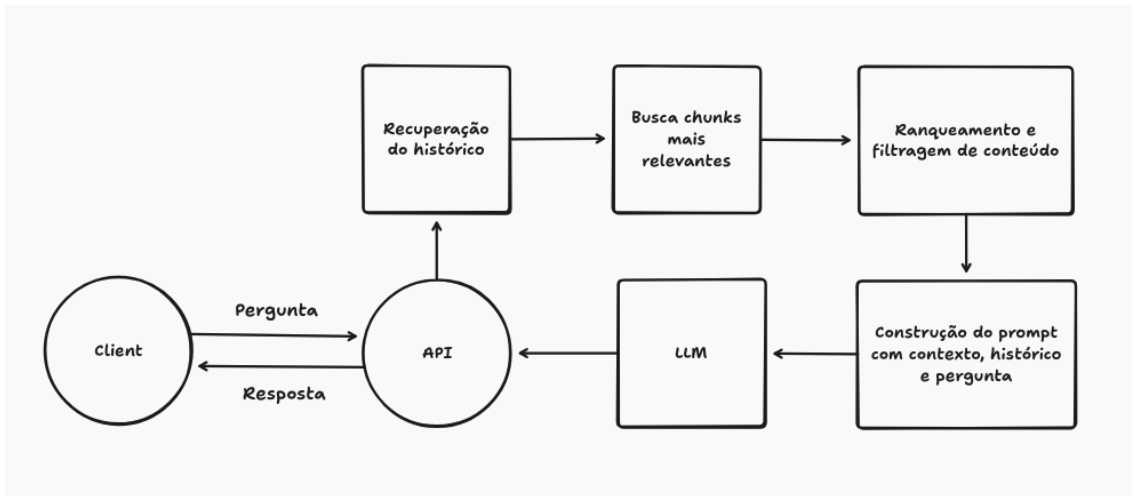 Recuperação
do histórico
Busca chunks
mais
relevantes
Ranqueamento e
filtragem de conteúdo
Client
Pergunta
Resposta
API
LLM
Construção do prompt
com contexto, histórico
e pergunta